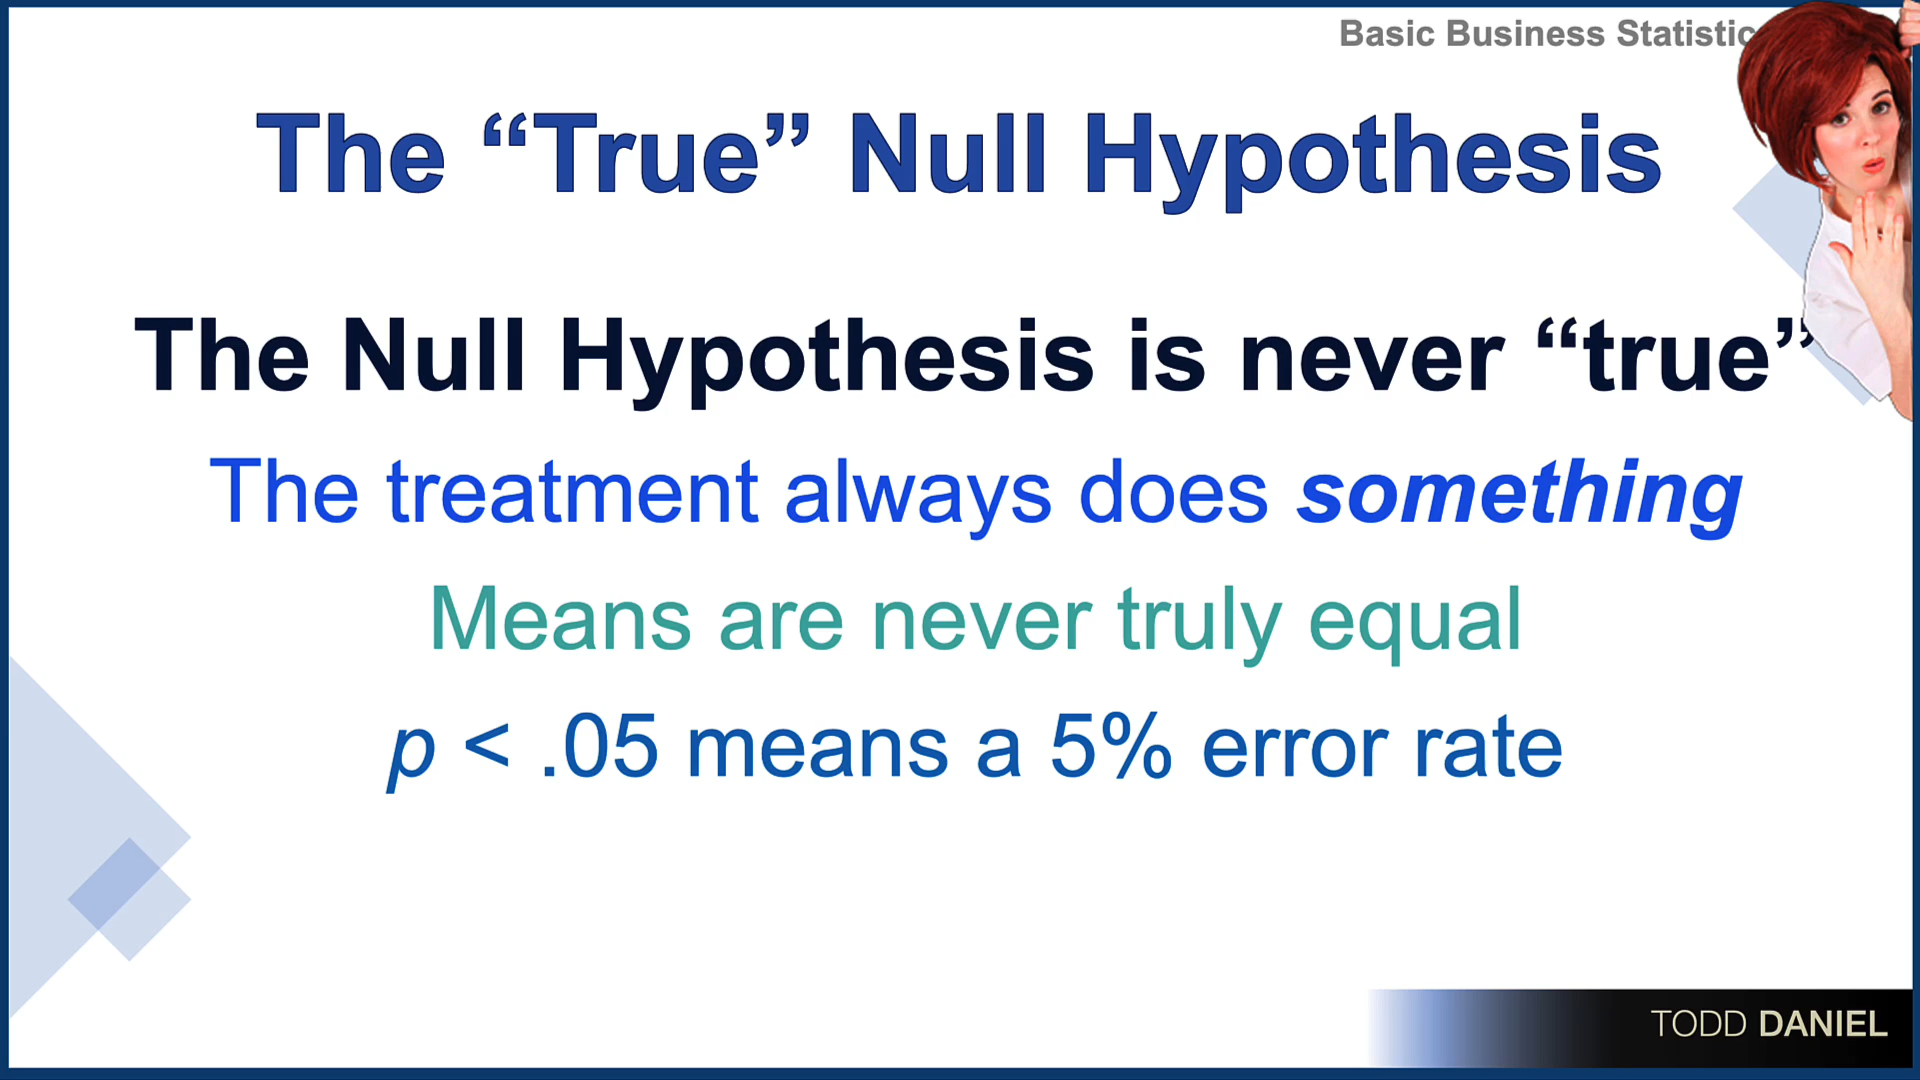 Basic Business Statistic
The “True” Null Hypothesis
The Null Hypothesis is never “true”
The treatment always does something
Means are never truly equal
p < .05 means a 5% error rate
TODD DANIEL